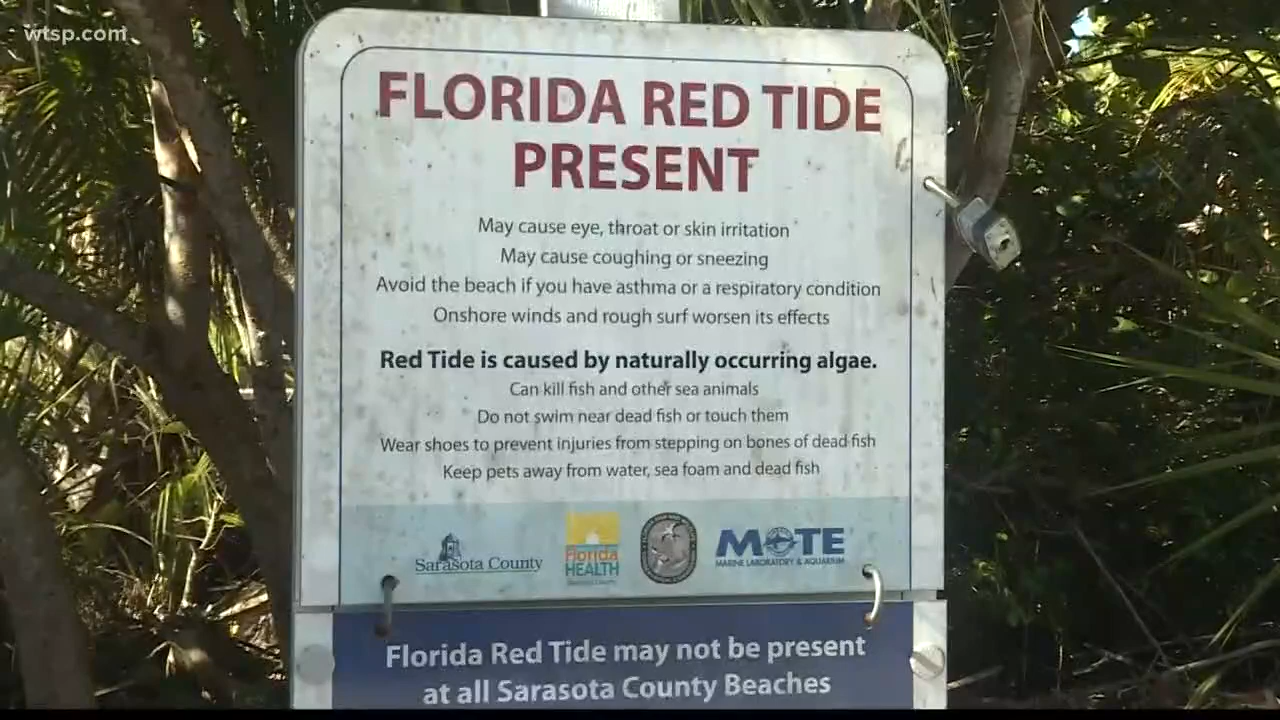 wtsp.com
FLORIDA RED TIDE
PRESENT
May cause eye, throat or skin irritation
May cause coughing or sneezing
Avoid the beach if you have asthma or a respiratory condition
Onshore winds and rough surf worsen its effects
Red Tide is caused by naturally occurring algae.
Can kill fish and other sea animals
Do not swim near dead fish or touch them
Wear shoes to prevent injuries from stepping on bones of dead fish
Keep pets away from water, sea foam and dead fish
Sarasota County
Florida
HEALTH
MOTE
MARINE LABORATORY & AQUARIUM
Florida Red Tide may not be present
at all Sarasota County Beaches